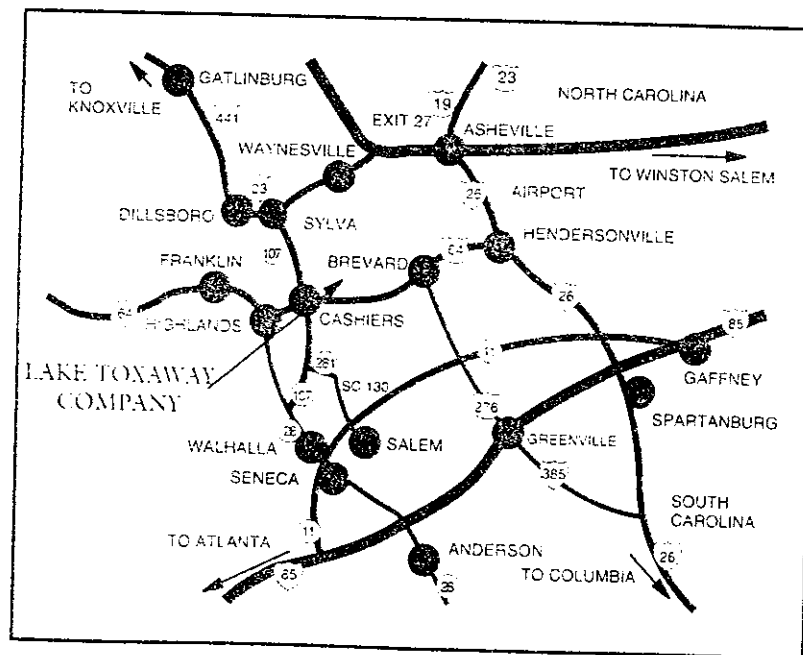 23
GATLINBURG
TO
KNOXVILLE
NORTH CAROLINA
19
441
EXIT 27
ASHEVILLE
WAYNESVILLE
TO WINSTON SALEM
23
26
AIRPORT
DILLSBORO
SYLVA
HENDERSONVILLE
107
FRANKLIN
BREVARD
64
26
64
HIGHLANDS
CASHIERS
85
11
LAKE TOXAWAY
COMPANY
281
SC 130
107
GAFFNEY
276
SPARTANBURG
28
WALHALLA
SALEM
GREENVILLE
SENECA
385
SOUTH
CAROLINA
11
TO ATLANTA
ANDERSON
26
85
TO COLUMBIA
28